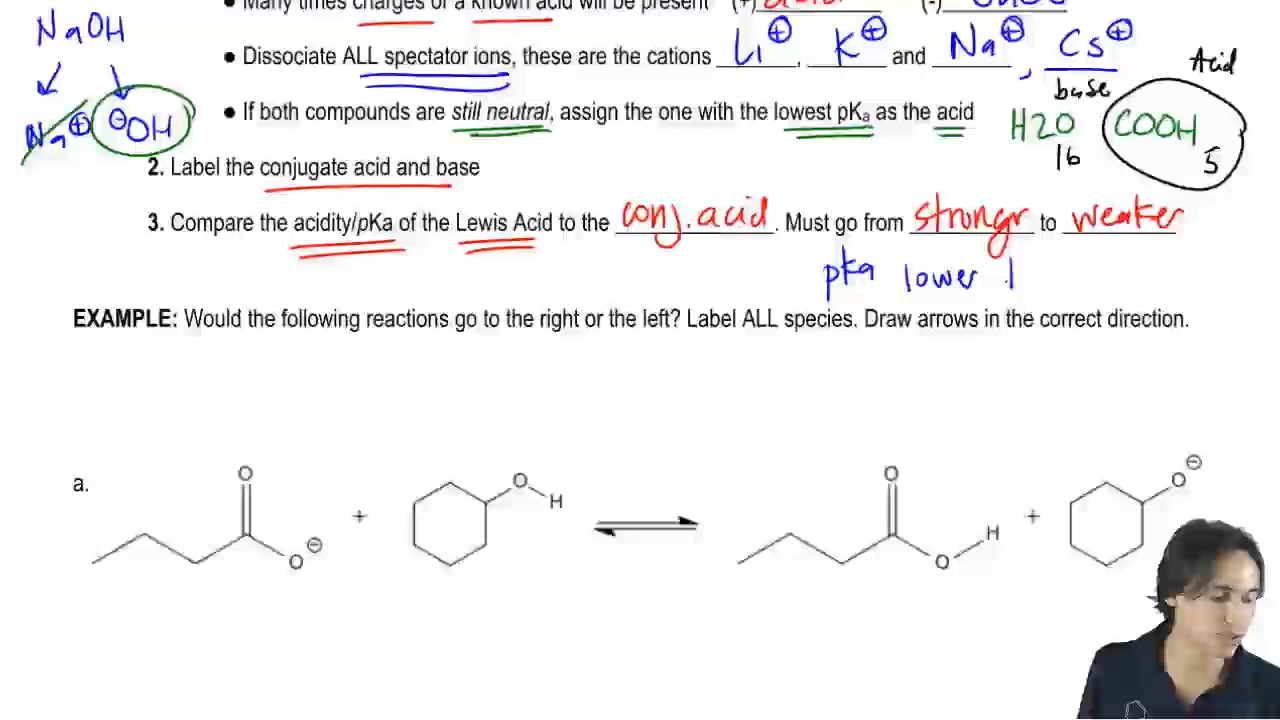 NaOH
● Many times charges or a known acid will be present (+) acid (-) base
● Dissociate ALL spectator ions, these are the cations Li⊕, K⊕ and Na⊕, Cs⊕
Na⊕ ⊖OH
● If both compounds are still neutral, assign the one with the lowest pKa as the acid
base Acid
H2O COOH
16 5
2. Label the conjugate acid and base
3. Compare the acidity/pKa of the Lewis Acid to the conj. acid. Must go from strongr to weaker
pka lower
EXAMPLE: Would the following reactions go to the right or the left? Label ALL species. Draw arrows in the correct direction.
a. O O⊖ + O H O O H + O⊖